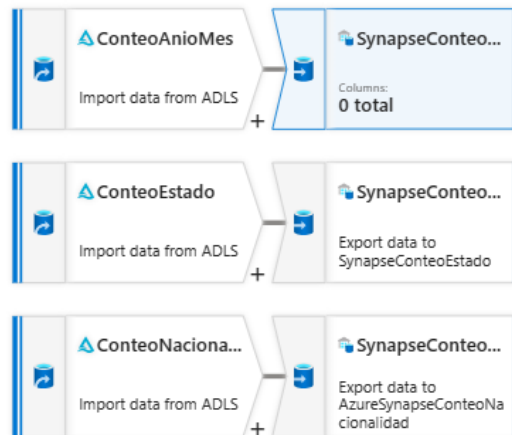 ConteoAnioMes
Import data from ADLS
+
SynapseConteo...
Columns:
0 total
ConteoEstado
Import data from ADLS
+
SynapseConteo...
Export data to
SynapseConteoEstado
ConteoNaciona...
Import data from ADLS
+
SynapseConteo...
Export data to
AzureSynapseConteoNa
cionalidad